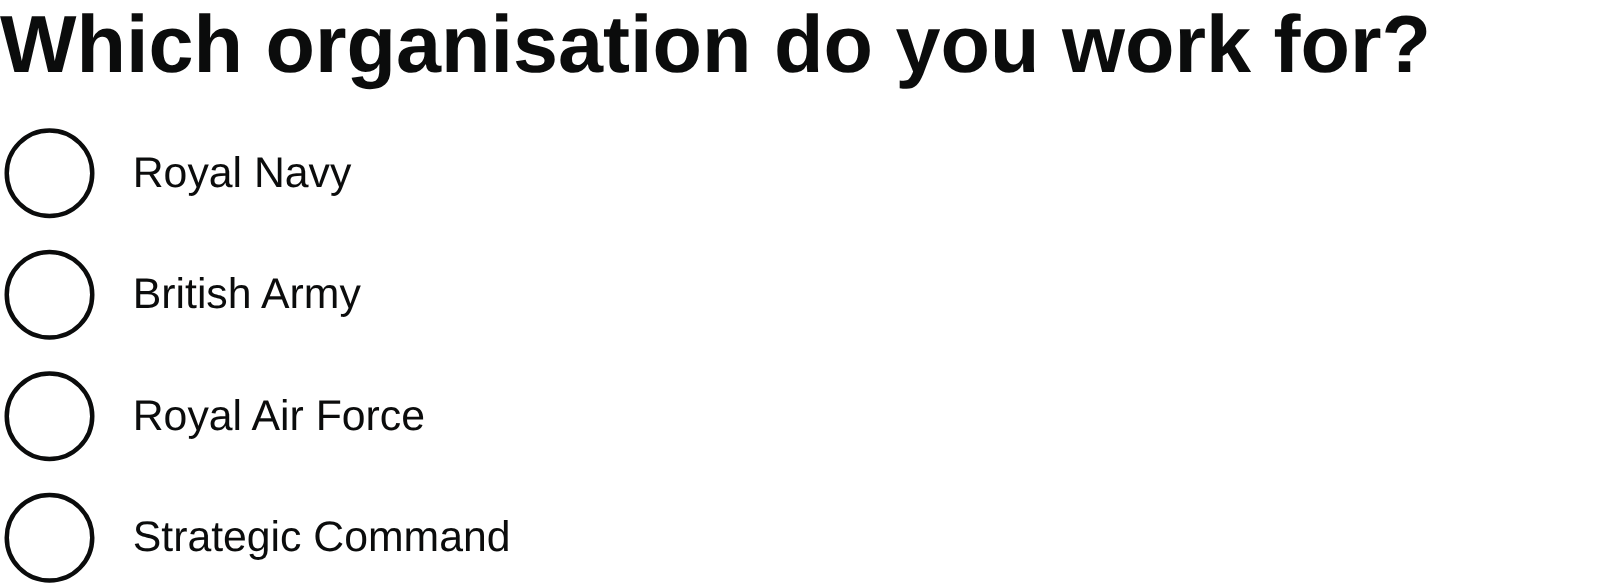 Which organisation do you work for?
Royal Navy
British Army
Royal Air Force
Strategic Command